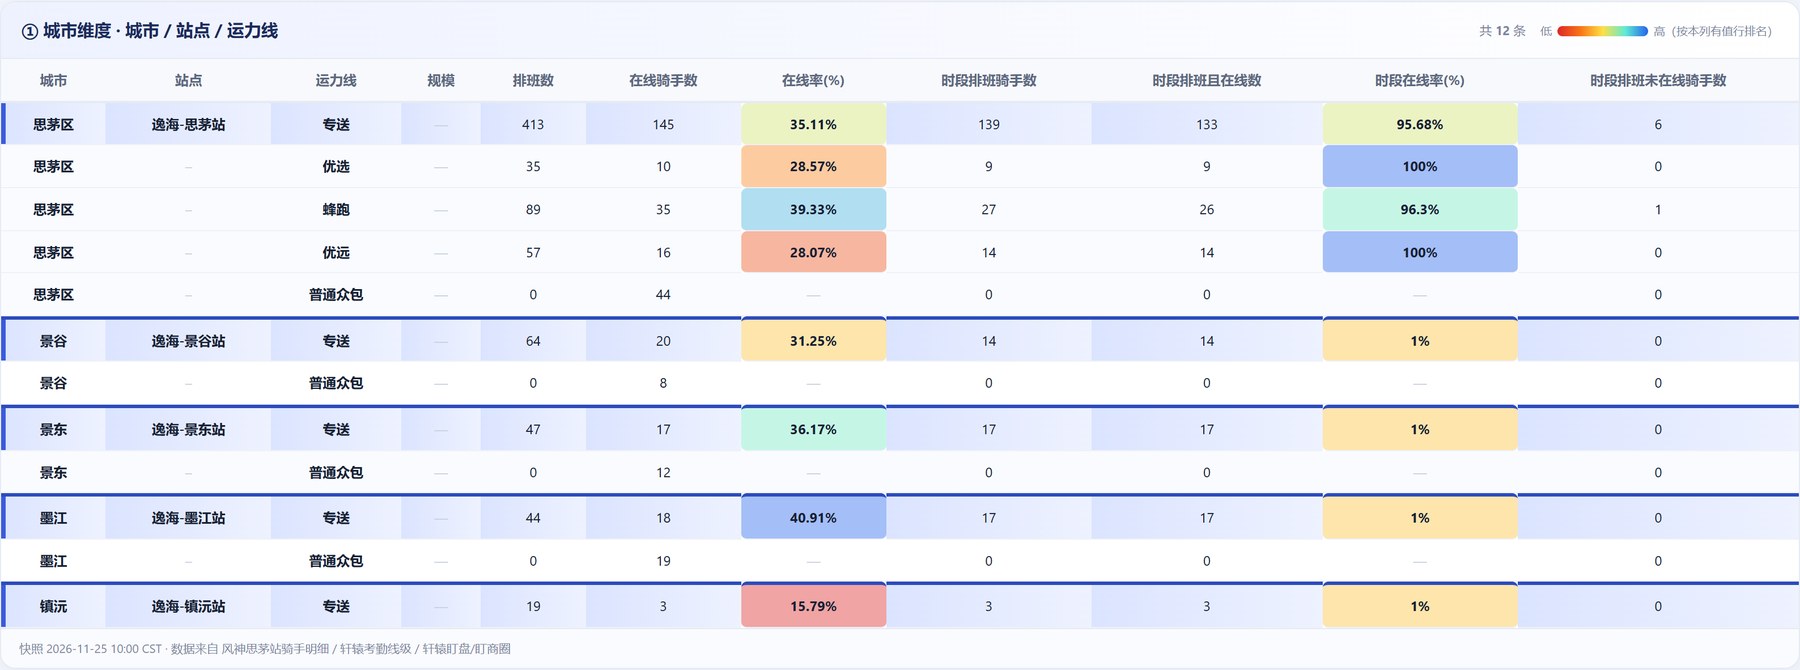 ① 城市维度 · 城市 / 站点 / 运力线
共 12 条 低 高 (按本列有值行排名)
城市 站点 运力线 规模 排班数 在线骑手数 在线率(%) 时段排班骑手数 时段排班且在线数 时段在线率(%) 时段排班未在线骑手数
思茅区 逸海-思茅站 专送 — 413 145 35.11% 139 133 95.68% 6
思茅区 – 优选 — 35 10 28.57% 9 9 100% 0
思茅区 – 蜂跑 — 89 35 39.33% 27 26 96.3% 1
思茅区 – 优远 — 57 16 28.07% 14 14 100% 0
思茅区 – 普通众包 — 0 44 — 0 0 — 0
景谷 逸海-景谷站 专送 — 64 20 31.25% 14 14 1% 0
景谷 – 普通众包 — 0 8 — 0 0 — 0
景东 逸海-景东站 专送 — 47 17 36.17% 17 17 1% 0
景东 – 普通众包 — 0 12 — 0 0 — 0
墨江 逸海-墨江站 专送 — 44 18 40.91% 17 17 1% 0
墨江 – 普通众包 — 0 19 — 0 0 — 0
镇沅 逸海-镇沅站 专送 — 19 3 15.79% 3 3 1% 0
快照 2026-11-25 10:00 CST · 数据来自 风神思茅站骑手明细 / 轩辕考勤线级 / 轩辕盯盘/盯商圈